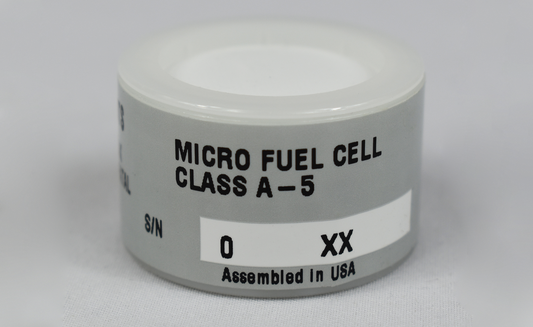 MICRO FUEL CELL
CLASS A-5
S/N
0 XX
Assembled in USA